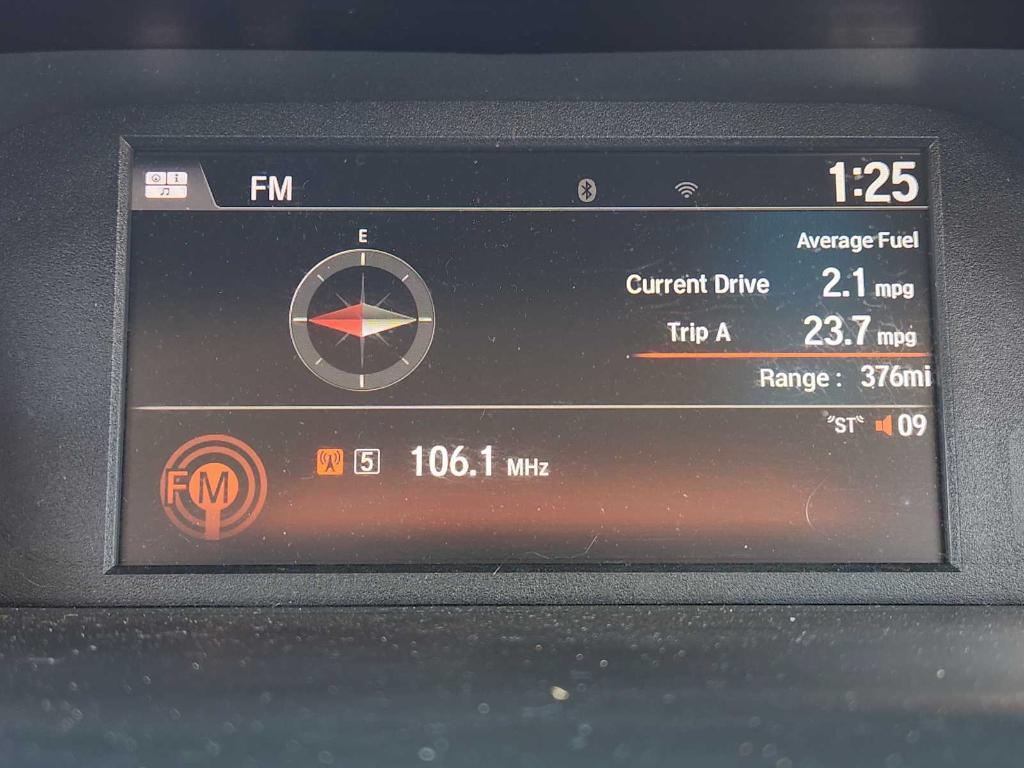 FM
1:25
E
Average Fuel
Current Drive 2.1 mpg
Trip A 23.7 mpg
Range : 376mi
"ST" 09
FM
5 106.1 MHz